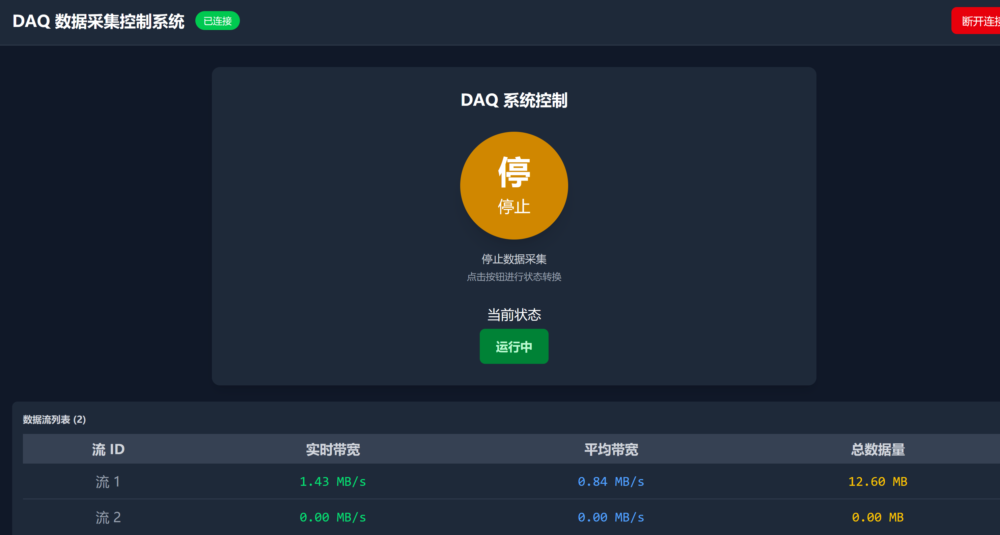 DAQ 数据采集控制系统 已连接 断开连接
DAQ 系统控制
停
停止
停止数据采集
点击按钮进行状态转换
当前状态
运行中
数据流列表 (2)
流 ID 实时带宽 平均带宽 总数据量
流 1 1.43 MB/s 0.84 MB/s 12.60 MB
流 2 0.00 MB/s 0.00 MB/s 0.00 MB